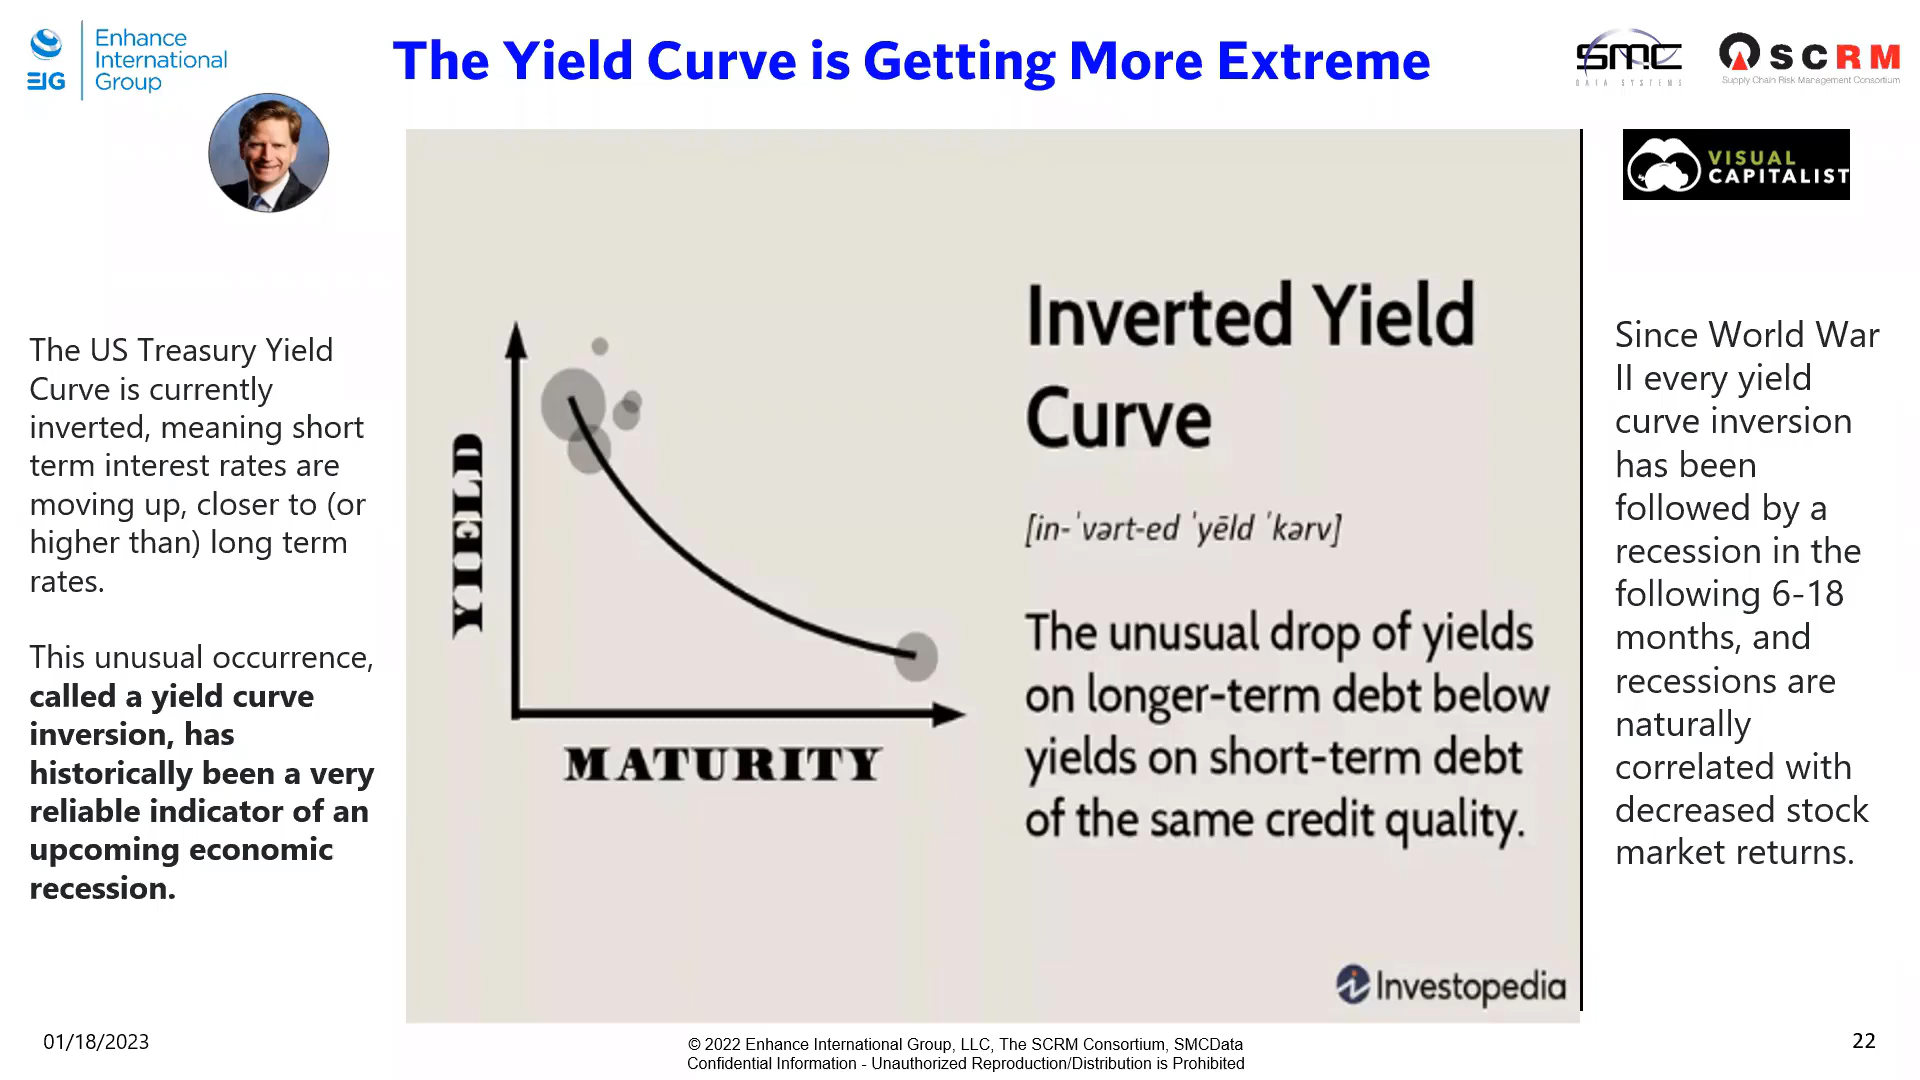 Enhance
International
Group
EIG
The Yield Curve is Getting More Extreme
SMC
DATA SYSTEMS
SCRM
Supply Chain Risk Management Consortium
VISUAL
CAPITALIST
The US Treasury Yield
Curve is currently
inverted, meaning short
term interest rates are
moving up, closer to (or
higher than) long term
rates.
This unusual occurrence,
called a yield curve
inversion, has
historically been a very
reliable indicator of an
upcoming economic
recession.
YIELD
MATURITY
Inverted Yield
Curve
[in-ˈvərt-ed ˈyēld ˈkərv]
The unusual drop of yields
on longer-term debt below
yields on short-term debt
of the same credit quality.
Investopedia
Since World War
II every yield
curve inversion
has been
followed by a
recession in the
following 6-18
months, and
recessions are
naturally
correlated with
decreased stock
market returns.
01/18/2023
© 2022 Enhance International Group, LLC, The SCRM Consortium, SMCData
Confidential Information - Unauthorized Reproduction/Distribution is Prohibited
22